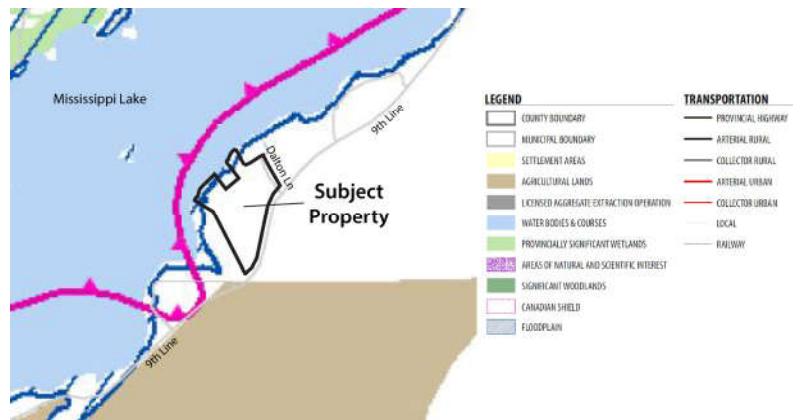 Mississippi Lake
9th Line
Dalton Ln
Subject
Property
9th Line
LEGEND
COUNTY BOUNDARY
MUNICIPAL BOUNDARY
SETTLEMENT AREAS
AGRICULTURAL LANDS
LICENSED AGGREGATE EXTRACTION OPERATION
WATER BODIES & COURSES
PROVINCIALLY SIGNIFICANT WETLANDS
AREAS OF NATURAL AND SCIENTIFIC INTEREST
SIGNIFICANT WOODLANDS
CANADIAN SHIELD
FLOODPLAIN
TRANSPORTATION
PROVINCIAL HIGHWAY
ARTERIAL RURAL
COLLECTOR RURAL
ARTERIAL URBAN
COLLECTOR URBAN
LOCAL
RAILWAY